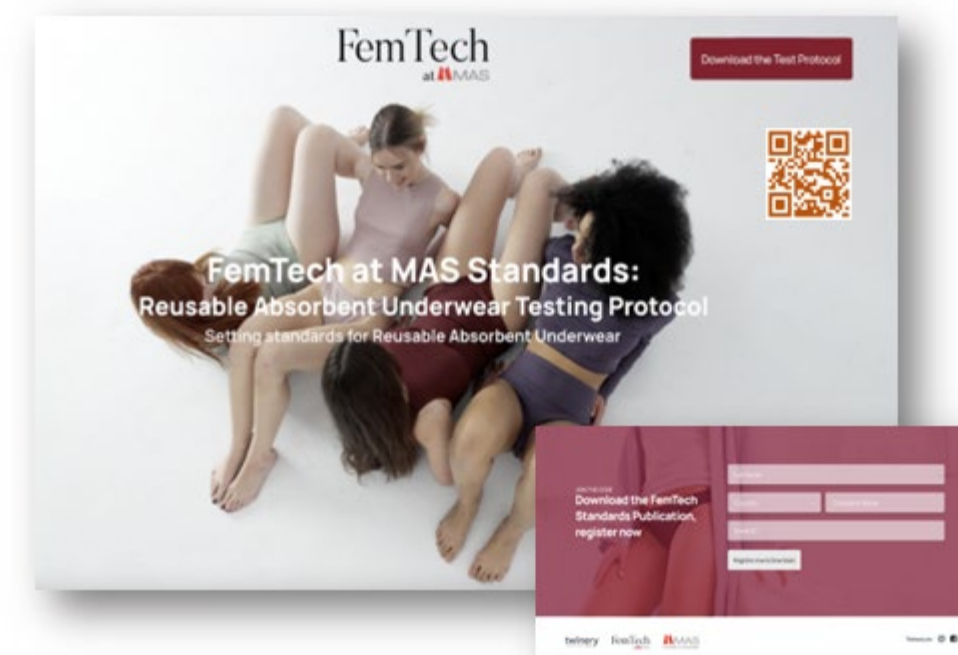 FemTech
at MAS
Download the Test Protocol
FemTech at MAS Standards:
Reusable Absorbent Underwear Testing Protocol
Setting standards for Reusable Absorbent Underwear
Download the FemTech
Standards Publication,
register now
twinery FemTech MAS